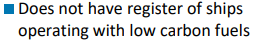 Does not have register of ships
operating with low carbon fuels